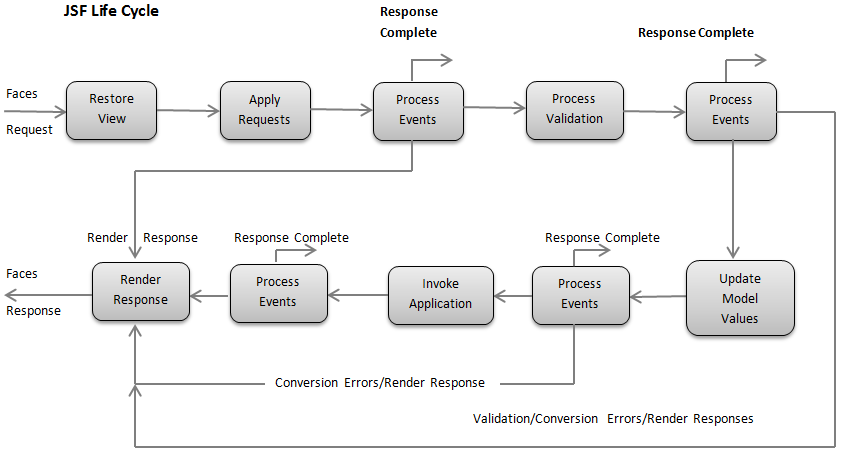 JSF Life Cycle
Response
Complete
Response Complete
Faces
Request
Restore
View
Apply
Requests
Process
Events
Process
Validation
Process
Events
Render Response
Response Complete
Response Complete
Faces
Response
Render
Response
Process
Events
Invoke
Application
Process
Events
Update
Model
Values
Conversion Errors/Render Response
Validation/Conversion Errors/Render Responses